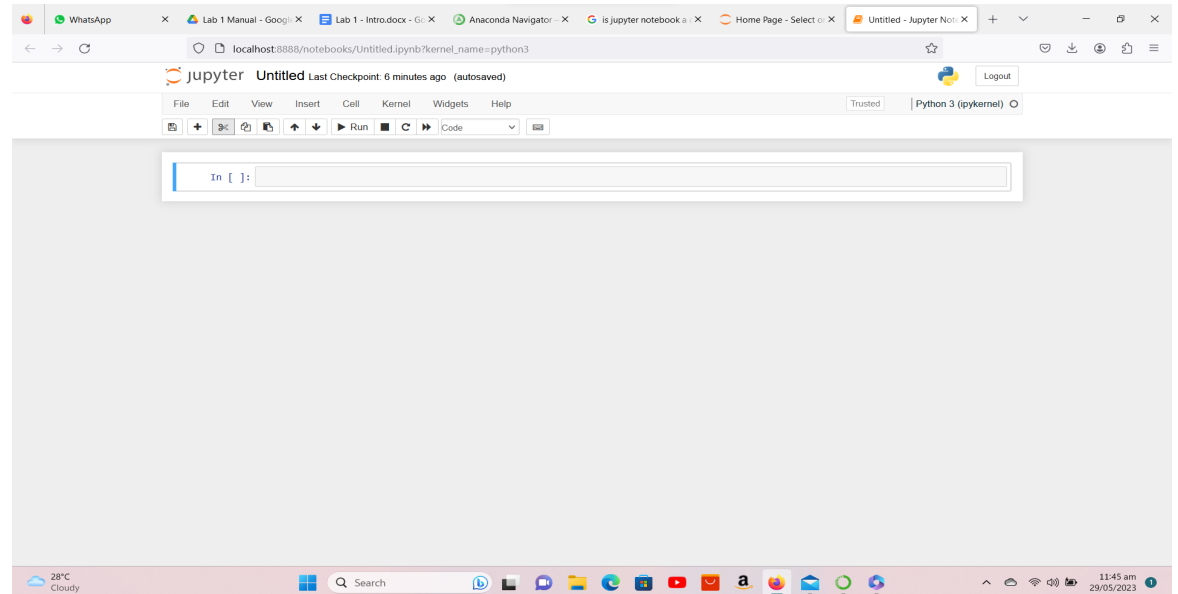 WhatsApp Lab 1 Manual - Googl Lab 1 - Intro.docx - Go Anaconda Navigator - is jupyter notebook a Home Page - Select or Untitled - Jupyter Note
localhost:8888/notebooks/Untitled.ipynb?kernel_name=python3
jupyter Untitled Last Checkpoint: 6 minutes ago (autosaved) Logout
File Edit View Insert Cell Kernel Widgets Help Trusted Python 3 (ipykernel)
Run Code
In [ ]:
28°C Search 11:45 am
Cloudy 29/05/2023 1